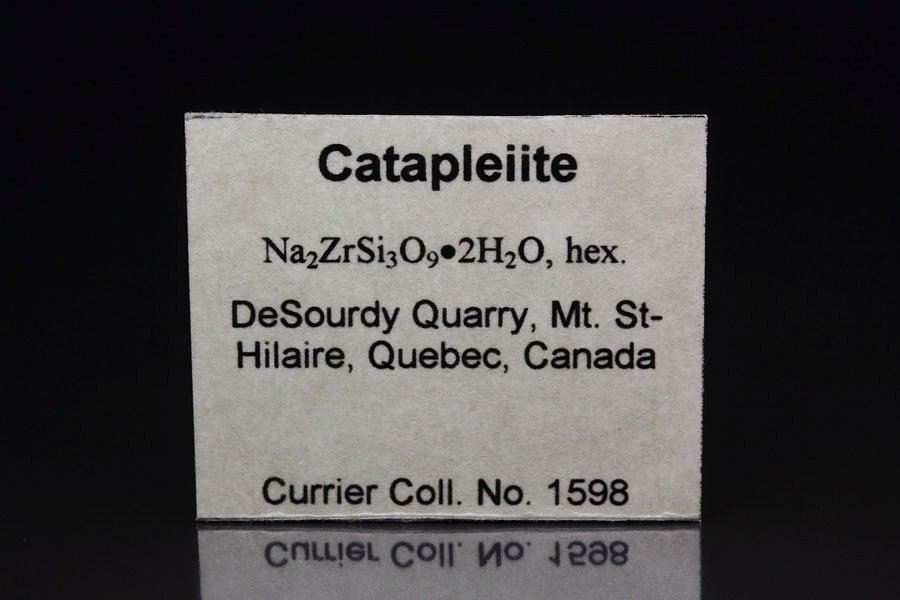 Catapleiite
Na₂ZrSi₃O₉●2H₂O, hex.
DeSourdy Quarry, Mt. St-
Hilaire, Quebec, Canada
Currier Coll. No. 1598